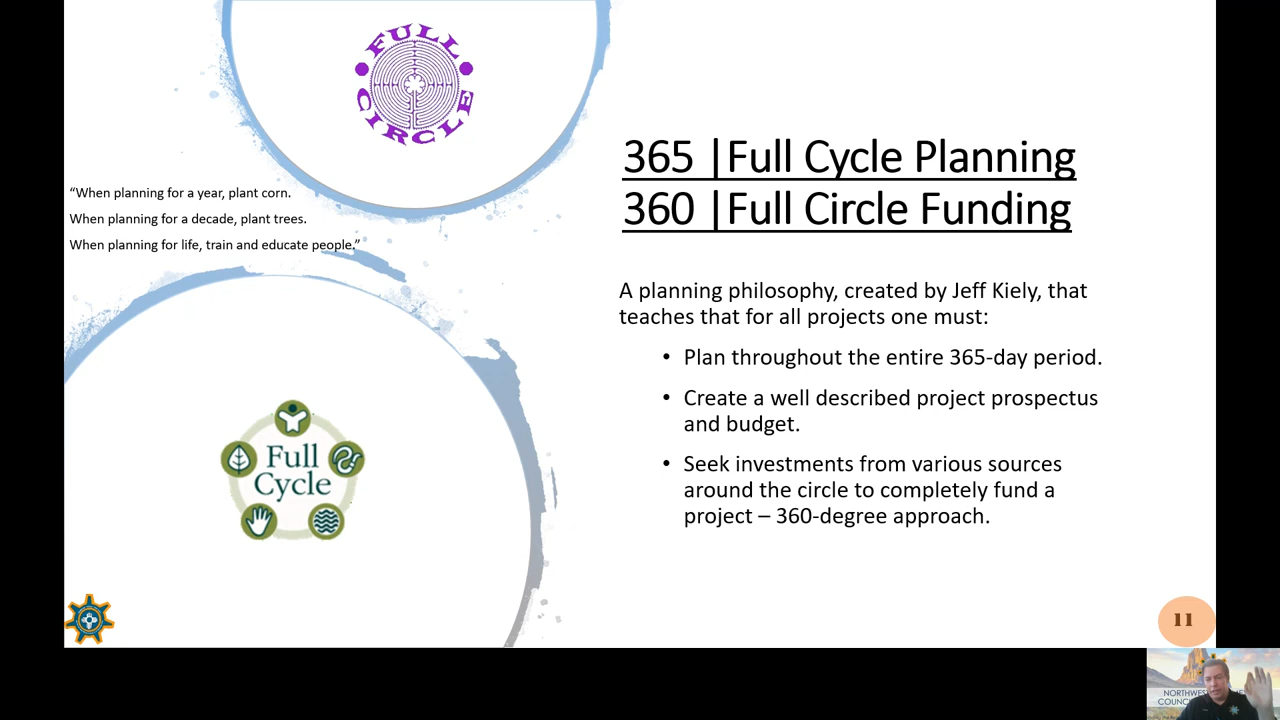 FULL
CIRCLE
365 |Full Cycle Planning
360 |Full Circle Funding
“When planning for a year, plant corn.
When planning for a decade, plant trees.
When planning for life, train and educate people.”
A planning philosophy, created by Jeff Kiely, that
teaches that for all projects one must:
• Plan throughout the entire 365-day period.
• Create a well described project prospectus
and budget.
• Seek investments from various sources
around the circle to completely fund a
project – 360-degree approach.
Full
Cycle
11